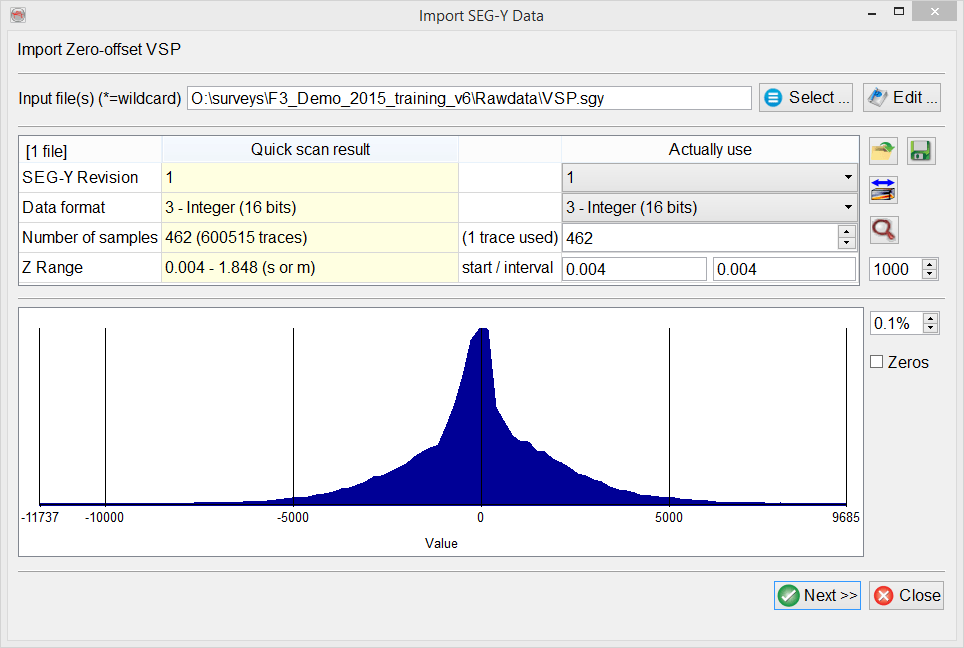 Import SEG-Y Data
Import Zero-offset VSP
Input file(s) (*=wildcard) O:\surveys\F3_Demo_2015_training_v6\Rawdata\VSP.sgy Select ... Edit ...
[1 file] Quick scan result Actually use
SEG-Y Revision 1 1
Data format 3 - Integer (16 bits) 3 - Integer (16 bits)
Number of samples 462 (600515 traces) (1 trace used) 462
Z Range 0.004 - 1.848 (s or m) start / interval 0.004 0.004 1000
0.1%
Zeros
-11737 -10000 -5000 0 5000 9685
Value
Next >> Close